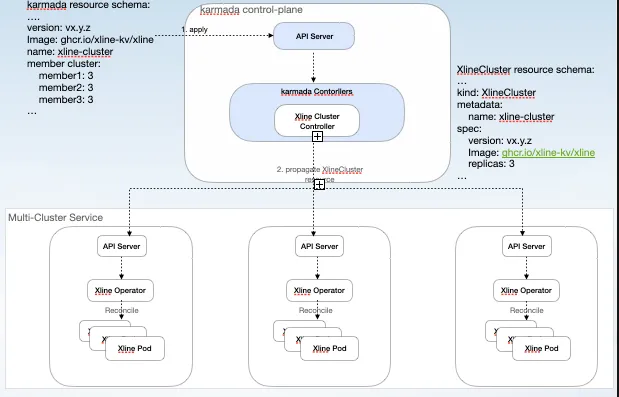 karmada resource schema:
....
version: vx.y.z
Image: ghcr.io/xline-kv/xline
name: xline-cluster
member cluster:
member1: 3
member2: 3
member3: 3
...
1. apply
karmada control-plane
API Server
karmada Contorllers
Xline Cluster
Controller
2. propagate XlineCluster
XlineCluster resource schema:
...
kind: XlineCluster
metadata:
name: xline-cluster
spec:
version: vx.y.z
Image: ghcr.io/xline-kv/xline
replicas: 3
...
Multi-Cluster Service
API Server
Xline Operator
Reconcile
Xline Pod
API Server
Xline Operator
Reconcile
Xline Pod
API Server
Xline Operator
Reconcile
Xline Pod